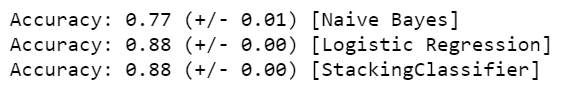 Accuracy: 0.77 (+/- 0.01) [Naive Bayes]
Accuracy: 0.88 (+/- 0.00) [Logistic Regression]
Accuracy: 0.88 (+/- 0.00) [StackingClassifier]